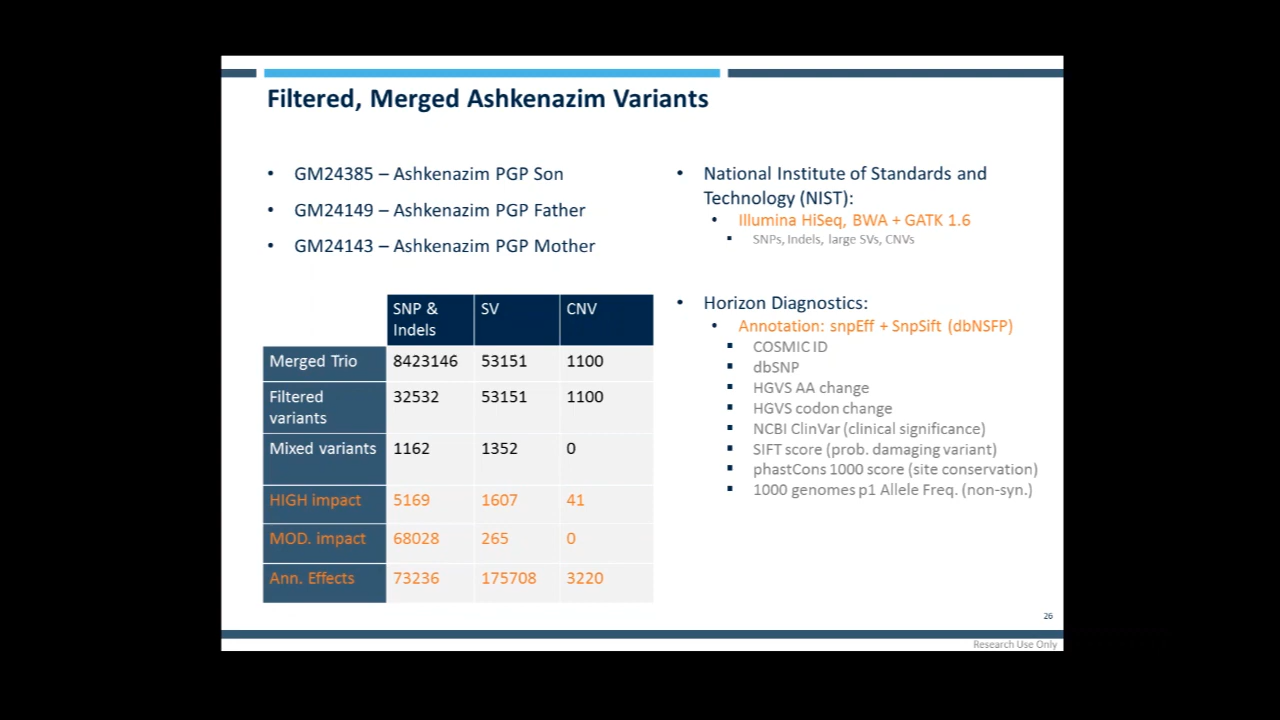 Filtered, Merged Ashkenazim Variants
• GM24385 – Ashkenazim PGP Son
• GM24149 – Ashkenazim PGP Father
• GM24143 – Ashkenazim PGP Mother
SNP & Indels SV CNV
Merged Trio 8423146 53151 1100
Filtered variants 32532 53151 1100
Mixed variants 1162 1352 0
HIGH impact 5169 1607 41
MOD. impact 68028 265 0
Ann. Effects 73236 175708 3220
• National Institute of Standards and
Technology (NIST):
• Illumina HiSeq, BWA + GATK 1.6
▪ SNPs, Indels, large SVs, CNVs
• Horizon Diagnostics:
• Annotation: snpEff + SnpSift (dbNSFP)
▪ COSMIC ID
▪ dbSNP
▪ HGVS AA change
▪ HGVS codon change
▪ NCBI ClinVar (clinical significance)
▪ SIFT score (prob. damaging variant)
▪ phastCons 1000 score (site conservation)
▪ 1000 genomes p1 Allele Freq. (non-syn.)
26
Research Use Only